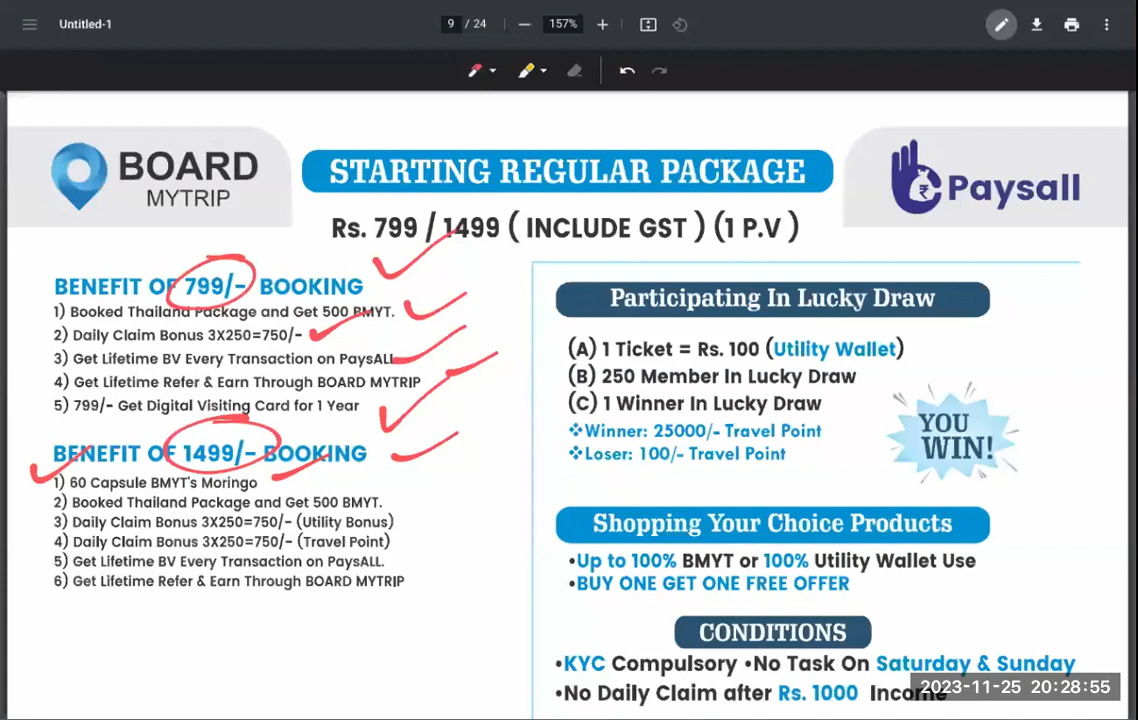 Untitled-1
9 / 24
157%
BOARD
MYTRIP
STARTING REGULAR PACKAGE
Paysall
Rs. 799 / 1499 ( INCLUDE GST ) (1 P.V )
BENEFIT OF 799/- BOOKING
1) Booked Thailand Package and Get 500 BMYT.
2) Daily Claim Bonus 3X250=750/-
3) Get Lifetime BV Every Transaction on PaysALL
4) Get Lifetime Refer & Earn Through BOARD MYTRIP
5) 799/- Get Digital Visiting Card for 1 Year
BENEFIT OF 1499/- BOOKING
1) 60 Capsule BMYT's Moringo
2) Booked Thailand Package and Get 500 BMYT.
3) Daily Claim Bonus 3X250=750/- (Utility Bonus)
4) Daily Claim Bonus 3X250=750/- (Travel Point)
5) Get Lifetime BV Every Transaction on PaysALL.
6) Get Lifetime Refer & Earn Through BOARD MYTRIP
Participating In Lucky Draw
(A) 1 Ticket = Rs. 100 (Utility Wallet)
(B) 250 Member In Lucky Draw
(C) 1 Winner In Lucky Draw
❖Winner: 25000/- Travel Point
❖Loser: 100/- Travel Point
YOU
WIN!
Shopping Your Choice Products
•Up to 100% BMYT or 100% Utility Wallet Use
•BUY ONE GET ONE FREE OFFER
CONDITIONS
•KYC Compulsory •No Task On Saturday & Sunday
•No Daily Claim after Rs. 1000 Income
2023-11-25 20:28:55